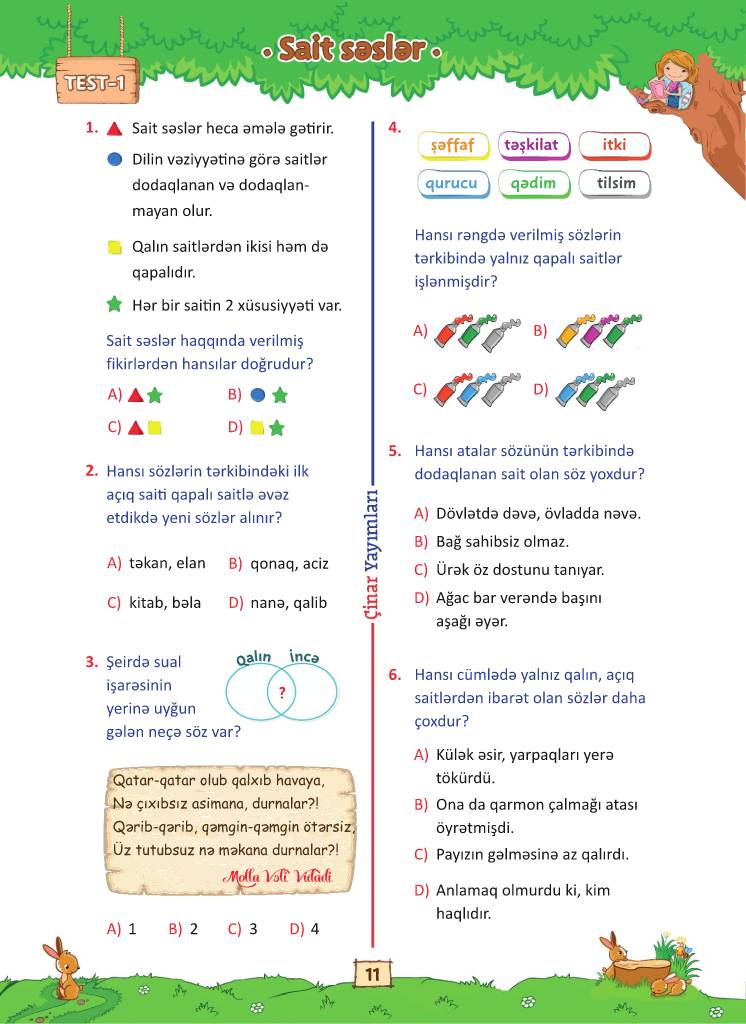 • Sait səslər •
TEST-1
1. Sait səslər heca əmələ gətirir.
Dilin vəziyyətinə görə saitlər
dodaqlanan və dodaqlan-
mayan olur.
Qalın saitlərdən ikisi həm də
qapalıdır.
Hər bir saitin 2 xüsusiyyəti var.
Sait səslər haqqında verilmiş
fikirlərdən hansılar doğrudur?
A) B)
C) D)
2. Hansı sözlərin tərkibindəki ilk
açıq saiti qapalı saitlə əvəz
etdikdə yeni sözlər alınır?
A) təkan, elan B) qonaq, aciz
C) kitab, bəla D) nanə, qalib
3. Şeirdə sual
işarəsinin
yerinə uyğun
gələn neçə söz var?
Qalın İncə
?
Qatar-qatar olub qalxıb havaya,
Nə çıxıbsız asimana, durnalar?!
Qərib-qərib, qəmgin-qəmgin ötərsiz,
Üz tutubsuz nə məkana durnalar?!
Molla Vəli Vidadi
A) 1 B) 2 C) 3 D) 4
Çinar Yayımları
4.
şəffaf təşkilat itki
qurucu qədim tilsim
Hansı rəngdə verilmiş sözlərin
tərkibində yalnız qapalı saitlər
işlənmişdir?
A) B)
C) D)
5. Hansı atalar sözünün tərkibində
dodaqlanan sait olan söz yoxdur?
A) Dövlətdə dəvə, övladda nəvə.
B) Bağ sahibsiz olmaz.
C) Ürək öz dostunu tanıyar.
D) Ağac bar verəndə başını
aşağı əyər.
6. Hansı cümlədə yalnız qalın, açıq
saitlərdən ibarət olan sözlər daha
çoxdur?
A) Külək əsir, yarpaqları yerə
tökürdü.
B) Ona da qarmon çalmağı atası
öyrətmişdi.
C) Payızın gəlməsinə az qalırdı.
D) Anlamaq olmurdu ki, kim
haqlıdır.
11